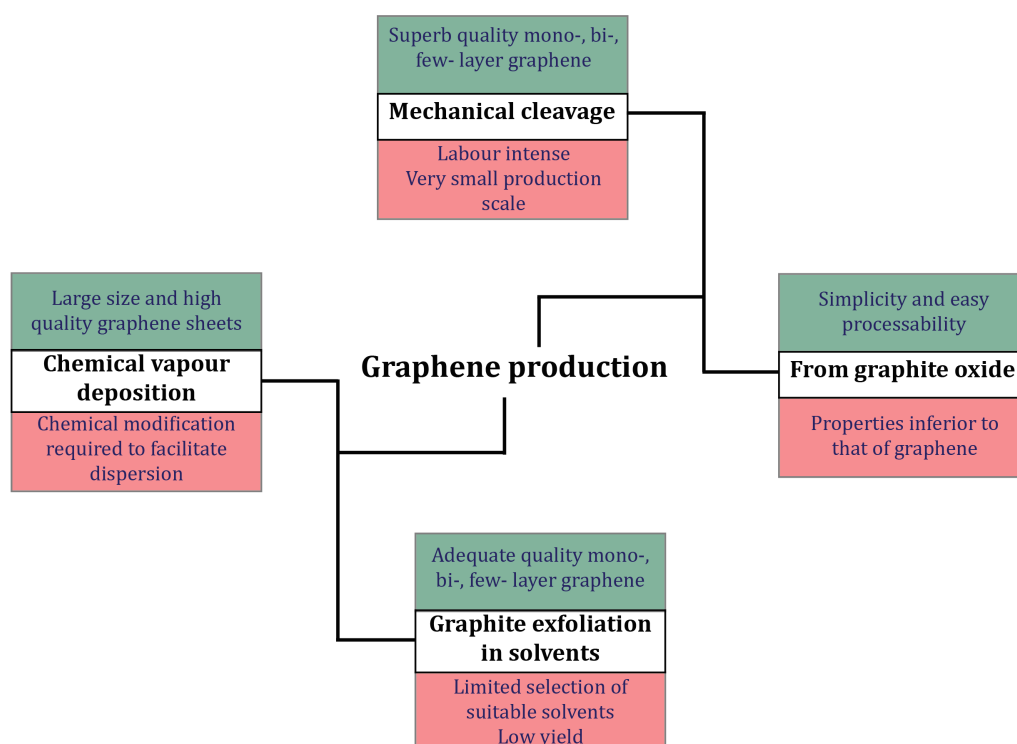 Superb quality mono-, bi-,
few- layer graphene
Mechanical cleavage
Labour intense
Very small production
scale
Large size and high
quality graphene sheets
Chemical vapour
deposition
Chemical modification
required to facilitate
dispersion
Graphene production
Simplicity and easy
processability
From graphite oxide
Properties inferior to
that of graphene
Adequate quality mono-,
bi-, few- layer graphene
Graphite exfoliation
in solvents
Limited selection of
suitable solvents
Low yield